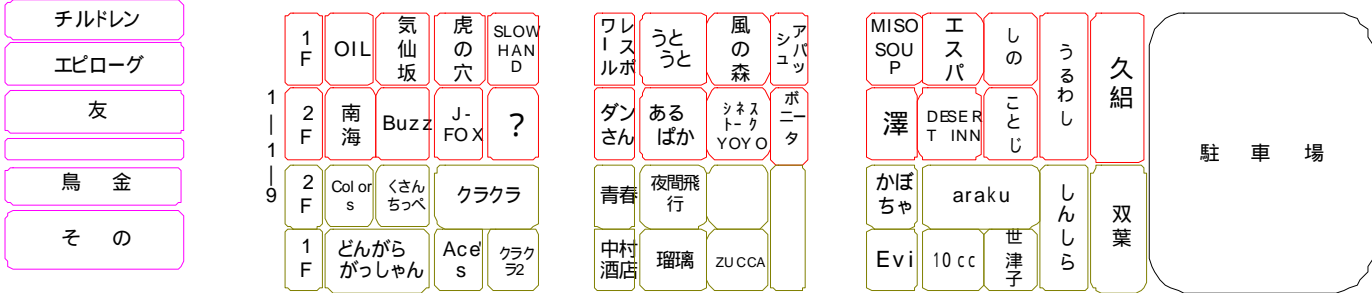 チルドレン
エピローグ
友
鳥 金
そ の
1|1|9
1F
OIL
気仙坂
虎の穴
SLOW HAND
2F
南海
Buzz
J-FOX
?
2F
Colors
くさんちっぺ
クラクラ
1F
どんがらがっしゃん
Ace's
クラクラ2
ワールレスポ
うとうと
風の森
アパッシュ
ダンさん
あるぱか
シネストーク YOYO
ボニータ
青春
夜間飛行
中村酒店
瑠璃
ZUCCA
MISO SOUP
エスパ
しの
うるわし
久絽
澤
DESERT INN
ことじ
かぼちゃ
araku
しんしら
双葉
Evi
10cc
世津子
駐 車 場